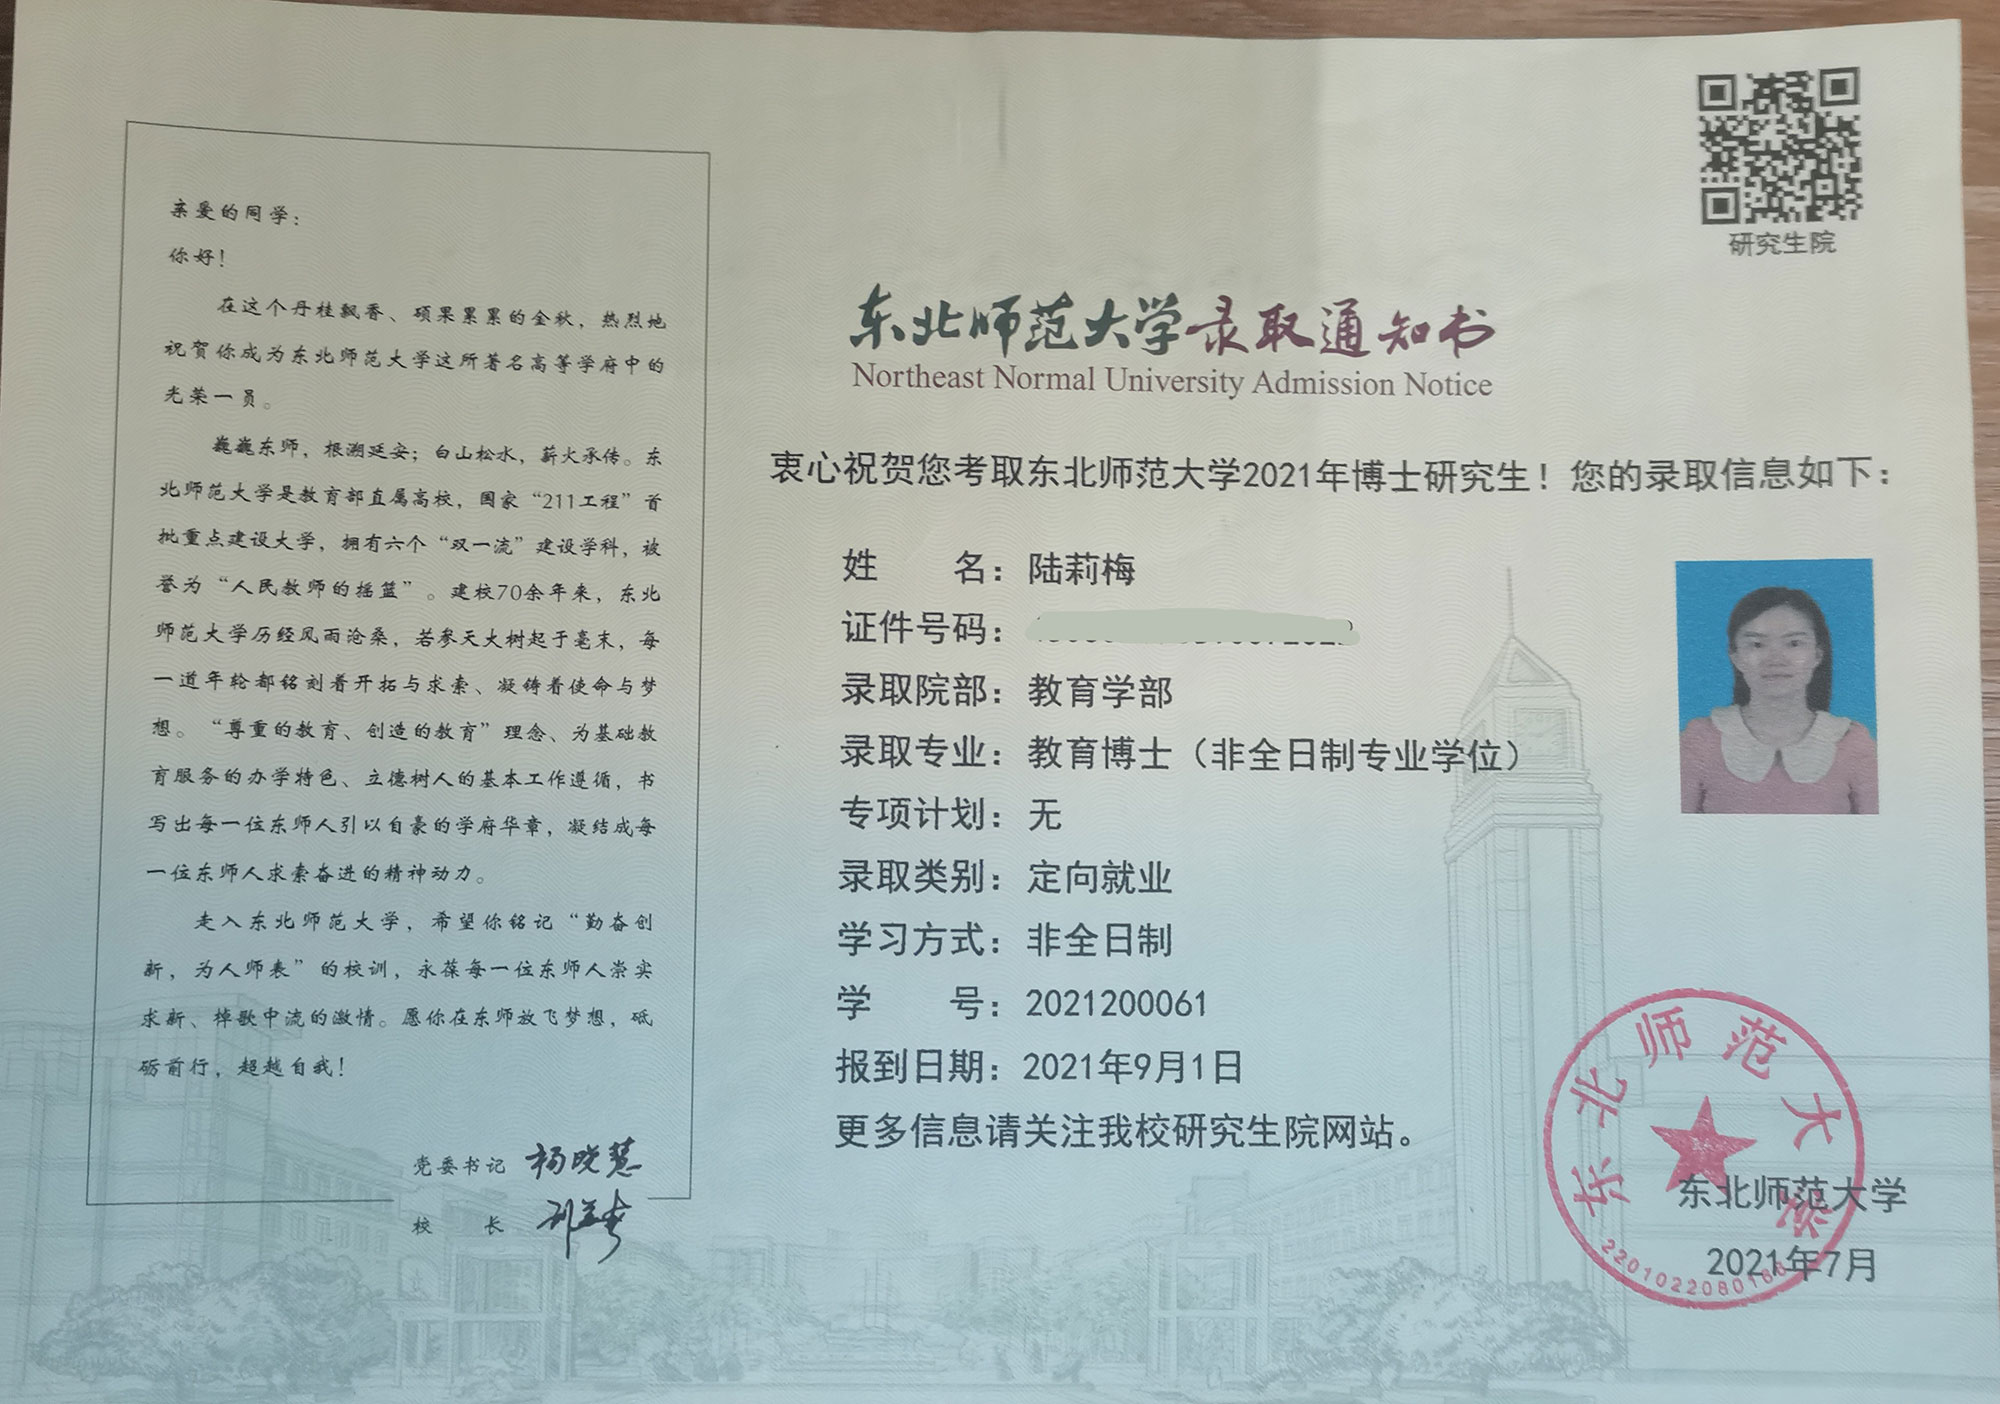 亲爱的同学：
你好！
在这个丹桂飘香、硕果累累的金秋，热烈地
祝贺你成为东北师范大学这所著名高等学府中的
光荣一员。
巍巍东师，根溯延安；白山松水，薪火承传。东
北师范大学是教育部直属高校，国家“211工程”首
批重点建设大学，拥有六个“双一流”建设学科，被
誉为“人民教师的摇篮”。建校70余年来，东北
师范大学历经风雨沧桑，若参天大树起于毫末，每
一道年轮都铭刻着开拓与求索、凝铸着使命与梦
想。“尊重的教育、创造的教育”理念、为基础教
育服务的办学特色、立德树人的基本工作遵循，书
写出每一位东师人引以自豪的学府华章，凝结成每
一位东师人求索奋进的精神动力。
走入东北师范大学，希望你铭记“勤奋创
新，为人师表”的校训，永葆每一位东师人崇实
求新、棹歌中流的激情。愿你在东师放飞梦想，砥
砺前行，超越自我！
党委书记 杨晓慧
校 长
研究生院
东北师范大学录取通知书
Northeast Normal University Admission Notice
衷心祝贺您考取东北师范大学2021年博士研究生！您的录取信息如下：
姓 名：陆莉梅
证件号码：
录取院部：教育学部
录取专业：教育博士（非全日制专业学位）
专项计划：无
录取类别：定向就业
学习方式：非全日制
学 号：2021200061
报到日期：2021年9月1日
更多信息请关注我校研究生院网站。
东北师范大学
东北师范大学
2021年7月